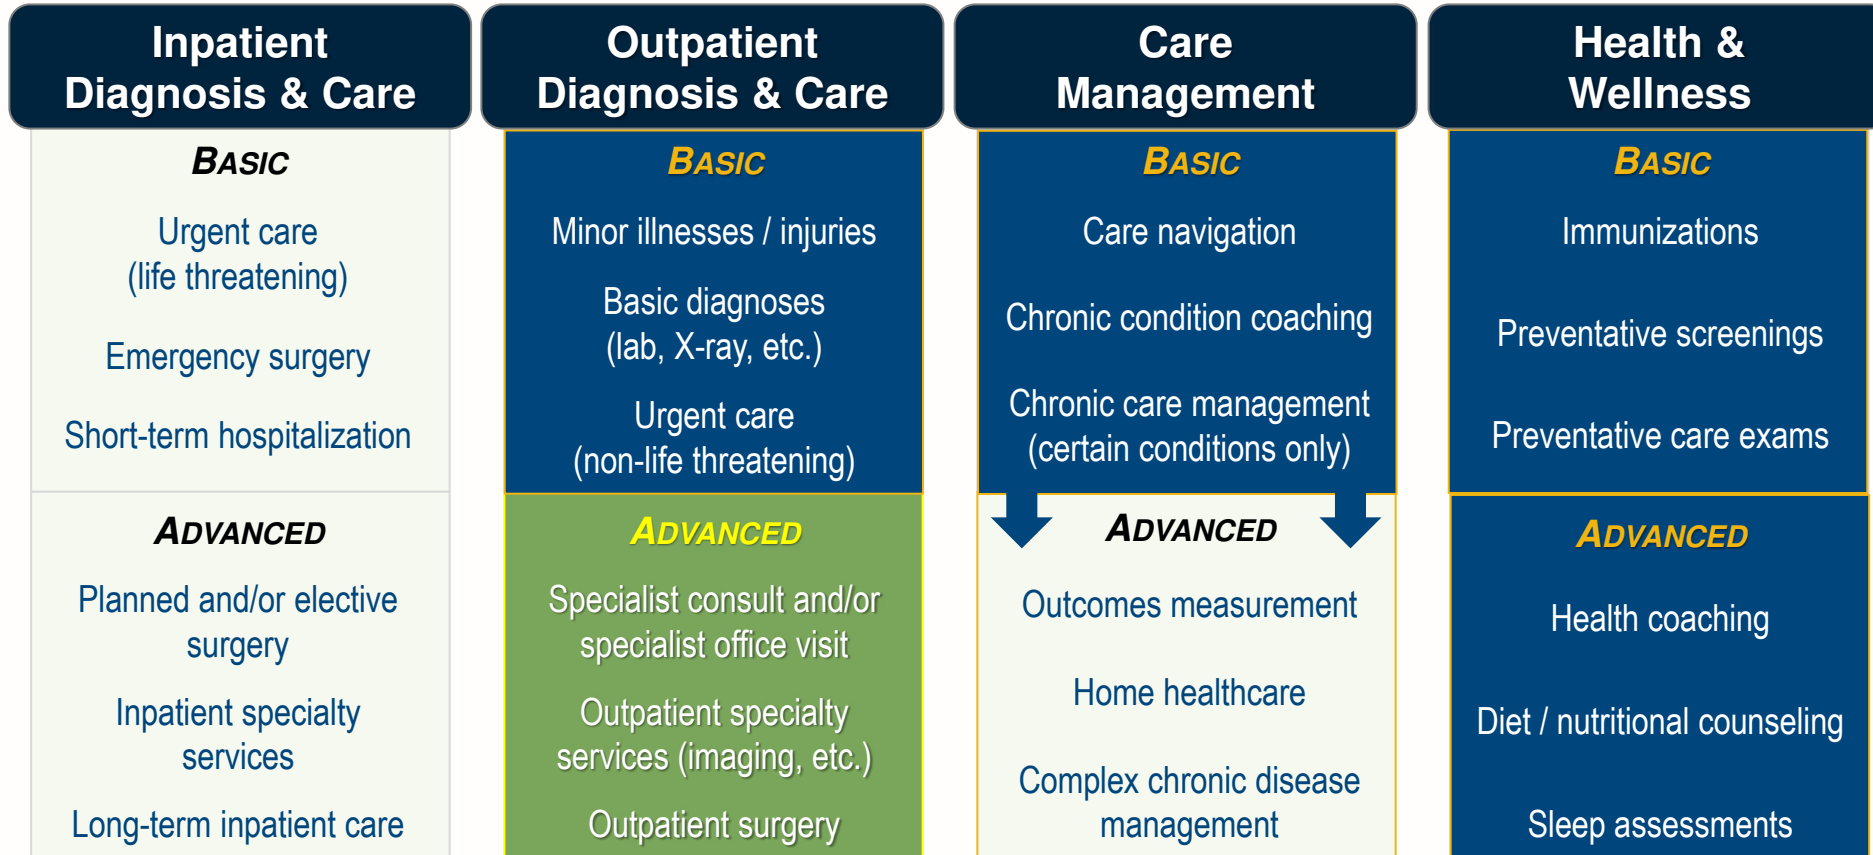 Inpatient
Diagnosis & Care
BASIC
Urgent care
(life threatening)
Emergency surgery
Short-term hospitalization
ADVANCED
Planned and/or elective
surgery
Inpatient specialty
services
Long-term inpatient care
Outpatient
Diagnosis & Care
BASIC
Minor illnesses / injuries
Basic diagnoses
(lab, X-ray, etc.)
Urgent care
(non-life threatening)
ADVANCED
Specialist consult and/or
specialist office visit
Outpatient specialty
services (imaging, etc.)
Outpatient surgery
Care
Management
BASIC
Care navigation
Chronic condition coaching
Chronic care management
(certain conditions only)
ADVANCED
Outcomes measurement
Home healthcare
Complex chronic disease
management
Health &
Wellness
BASIC
Immunizations
Preventative screenings
Preventative care exams
ADVANCED
Health coaching
Diet / nutritional counseling
Sleep assessments